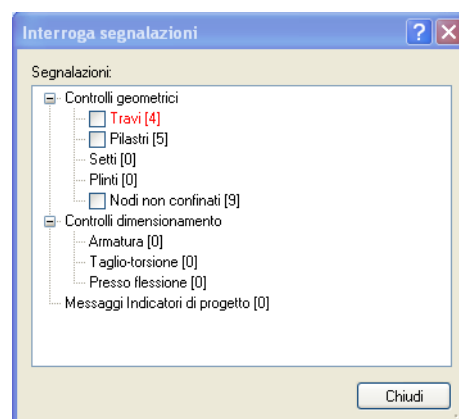 Interroga segnalazioni
Segnalazioni:
Controlli geometrici
Travi [4]
Pilastri [5]
Setti [0]
Plinti [0]
Nodi non confinati [9]
Controlli dimensionamento
Armatura [0]
Taglio-torsione [0]
Presso flessione [0]
Messaggi Indicatori di progetto [0]
Chiudi